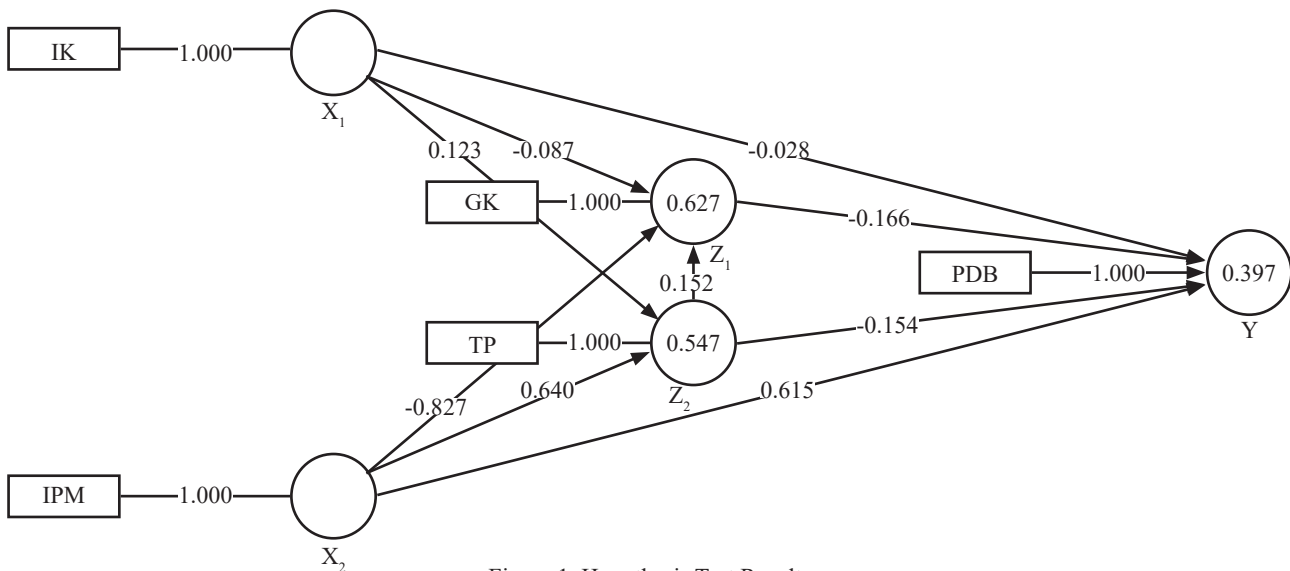 IK
1.000
X₁
0.123
-0.087
-0.028
GK
1.000
0.627
Z₁
-0.166
PDB
1.000
0.397
Y
0.152
TP
1.000
0.547
Z₂
-0.154
-0.827
0.640
0.615
IPM
1.000
X₂
Figure 1. Hypothesis Test